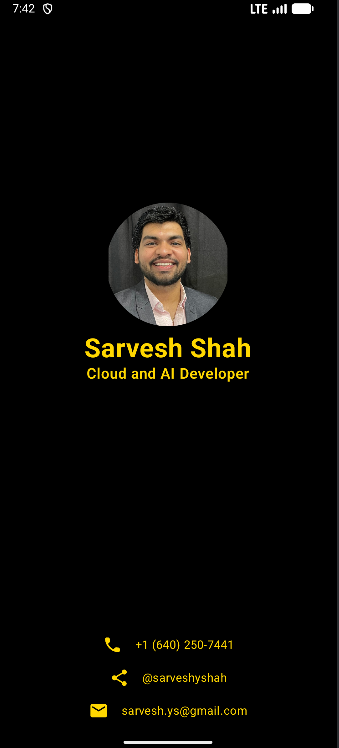 7:42 LTE
Sarvesh Shah
Cloud and AI Developer
+1 (640) 250-7441
@sarveshyshah
sarvesh.ys@gmail.com